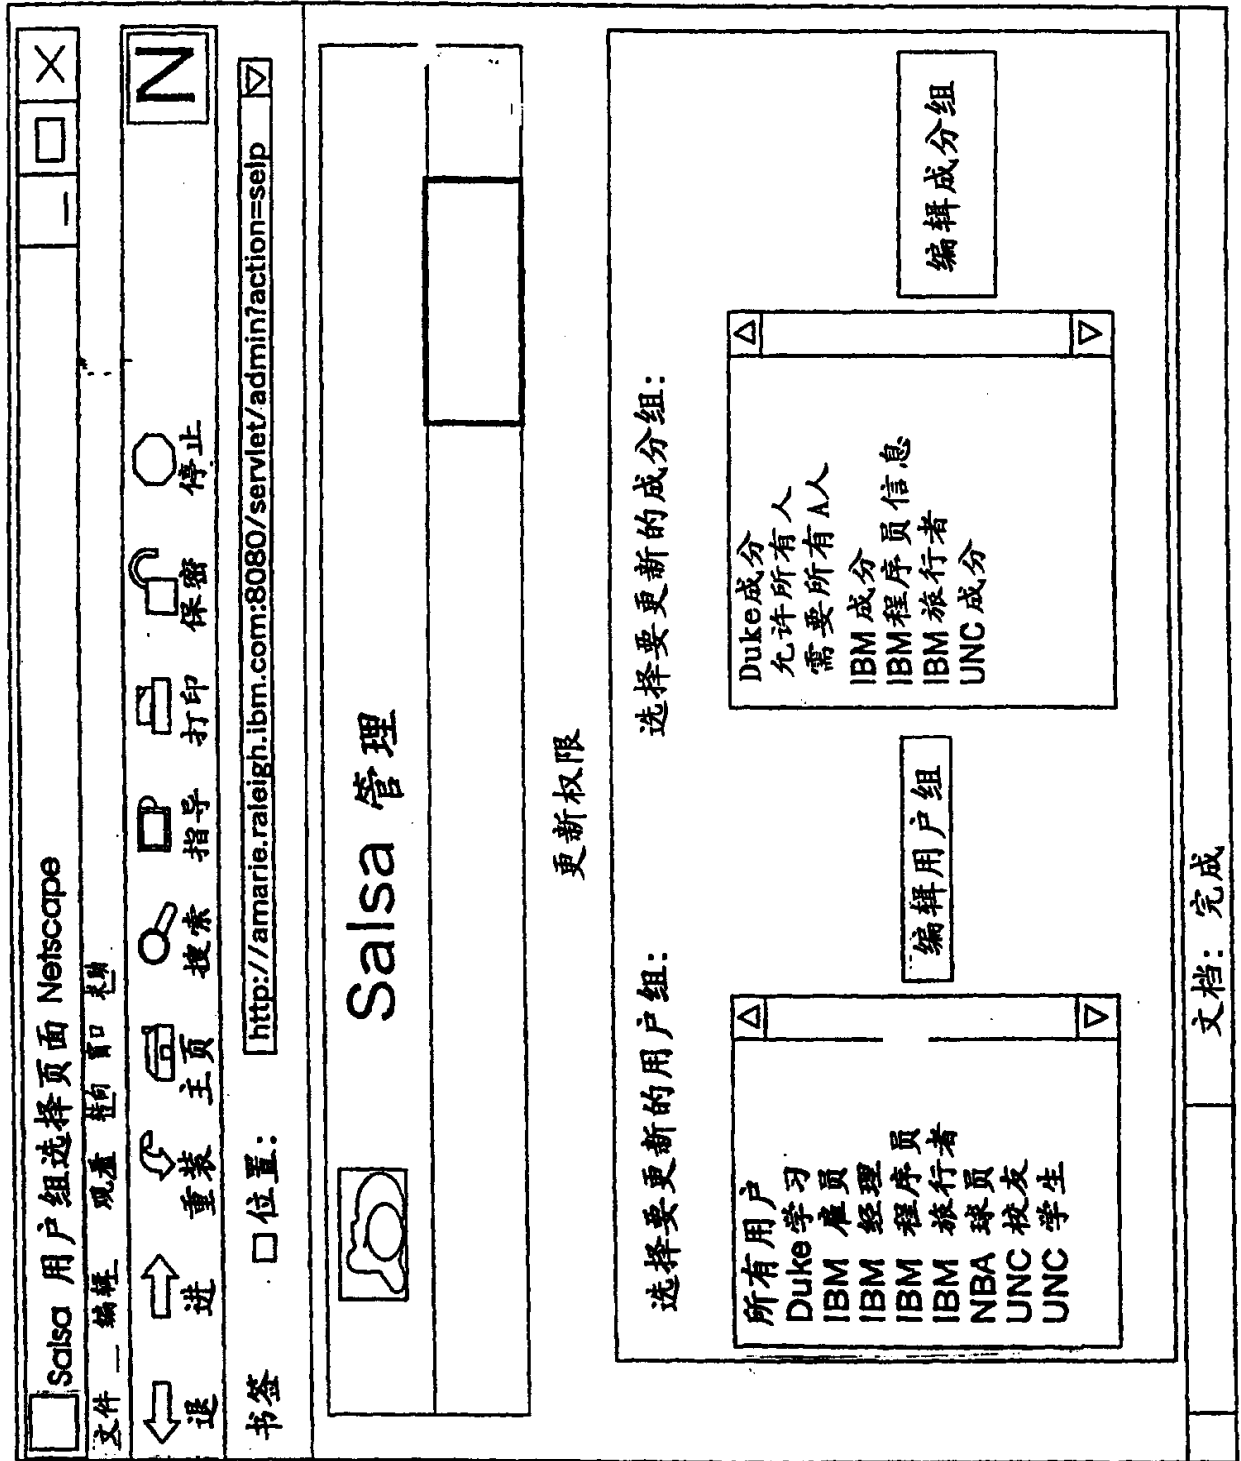 Salsa 用户组选择页面 Netscape
文件 编辑 观看 转向 窗口 求助
退 进 重装 主页 搜索 指导 打印 保密 停止
N
书签 位置: http://amarie.raleigh.ibm.com:8080/servlet/admin?action=selp
Salsa 管理
更新权限
选择要更新的用户组:
所有用户
Duke学习
IBM 雇员
IBM 经理
IBM 程序员
IBM 旅行者
NBA 球员
UNC 校友
UNC 学生
编辑用户组
选择要更新的成分组:
Duke成分
允许所有人
需要所有A人
IBM 成分
IBM 程序员信息
IBM 旅行者
UNC 成分
编辑成分组
文档: 完成